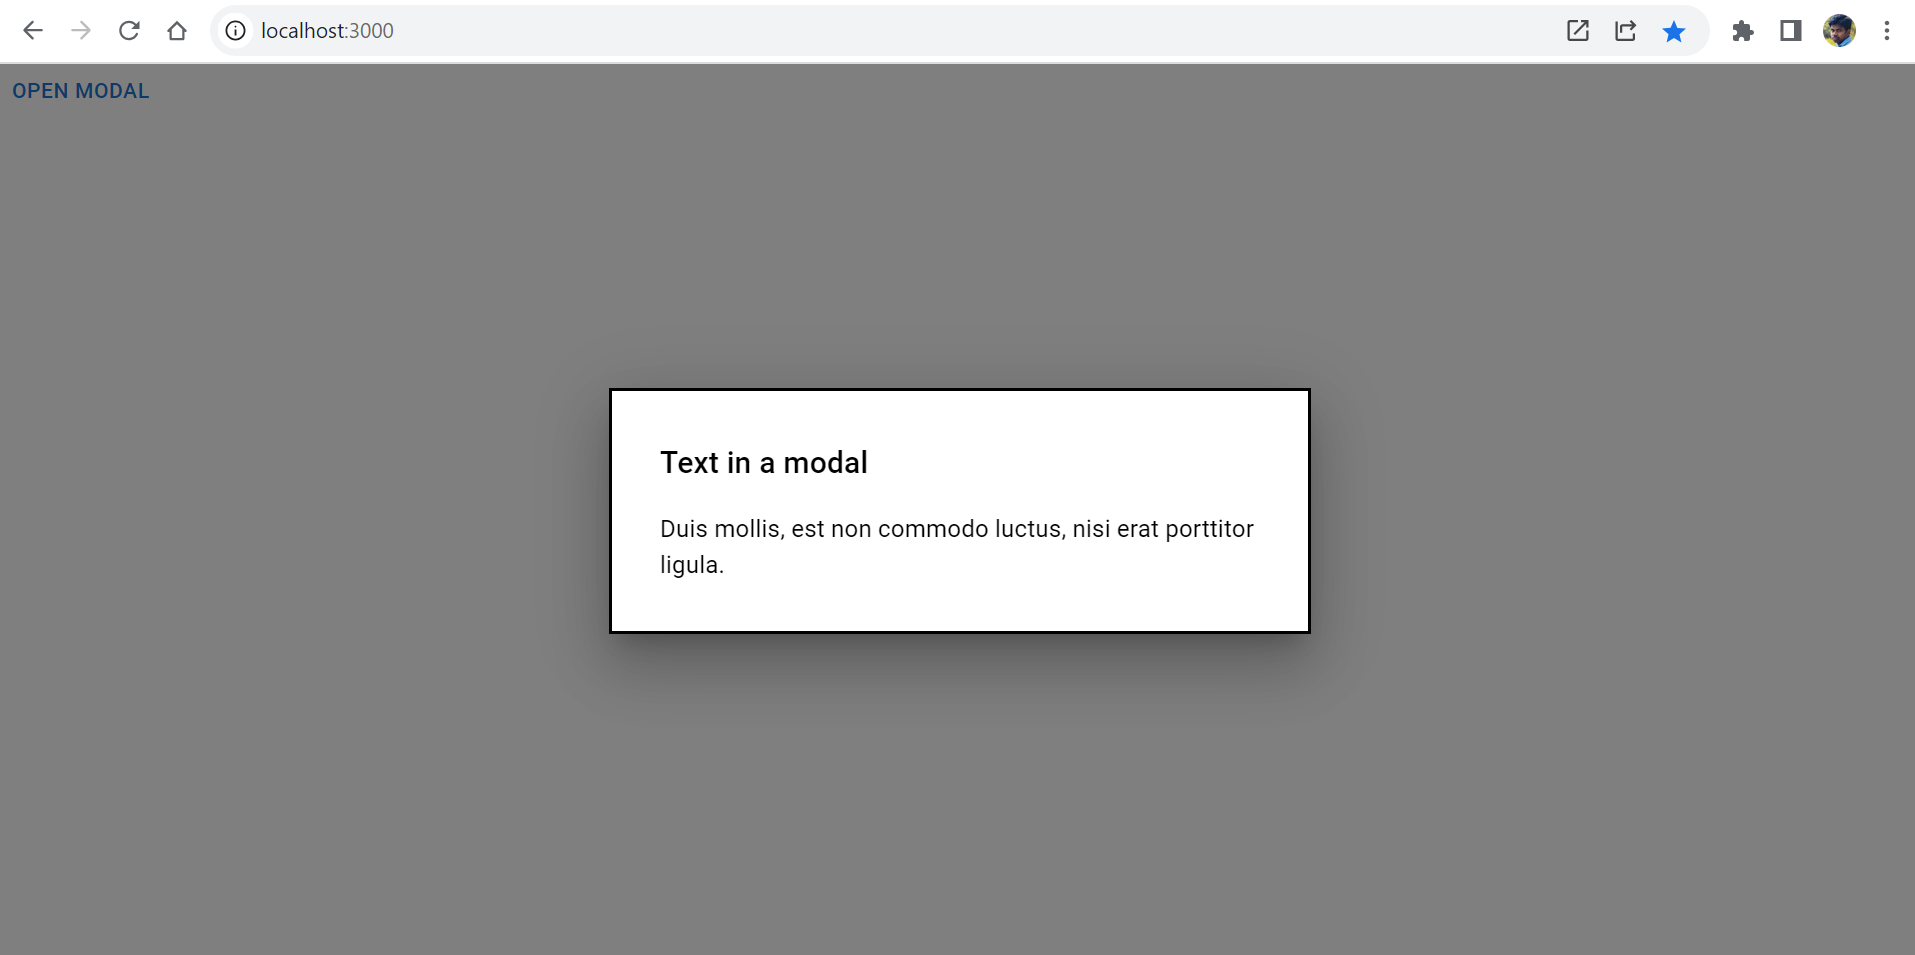 localhost:3000
OPEN MODAL
Text in a modal
Duis mollis, est non commodo luctus, nisi erat porttitor
ligula.